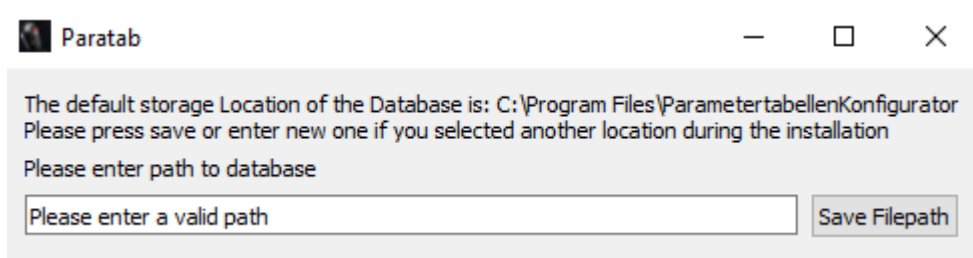 Paratab
The default storage Location of the Database is: C:\Program Files\ParametertabellenKonfigurator
Please press save or enter new one if you selected another location during the installation
Please enter path to database
Please enter a valid path
Save Filepath